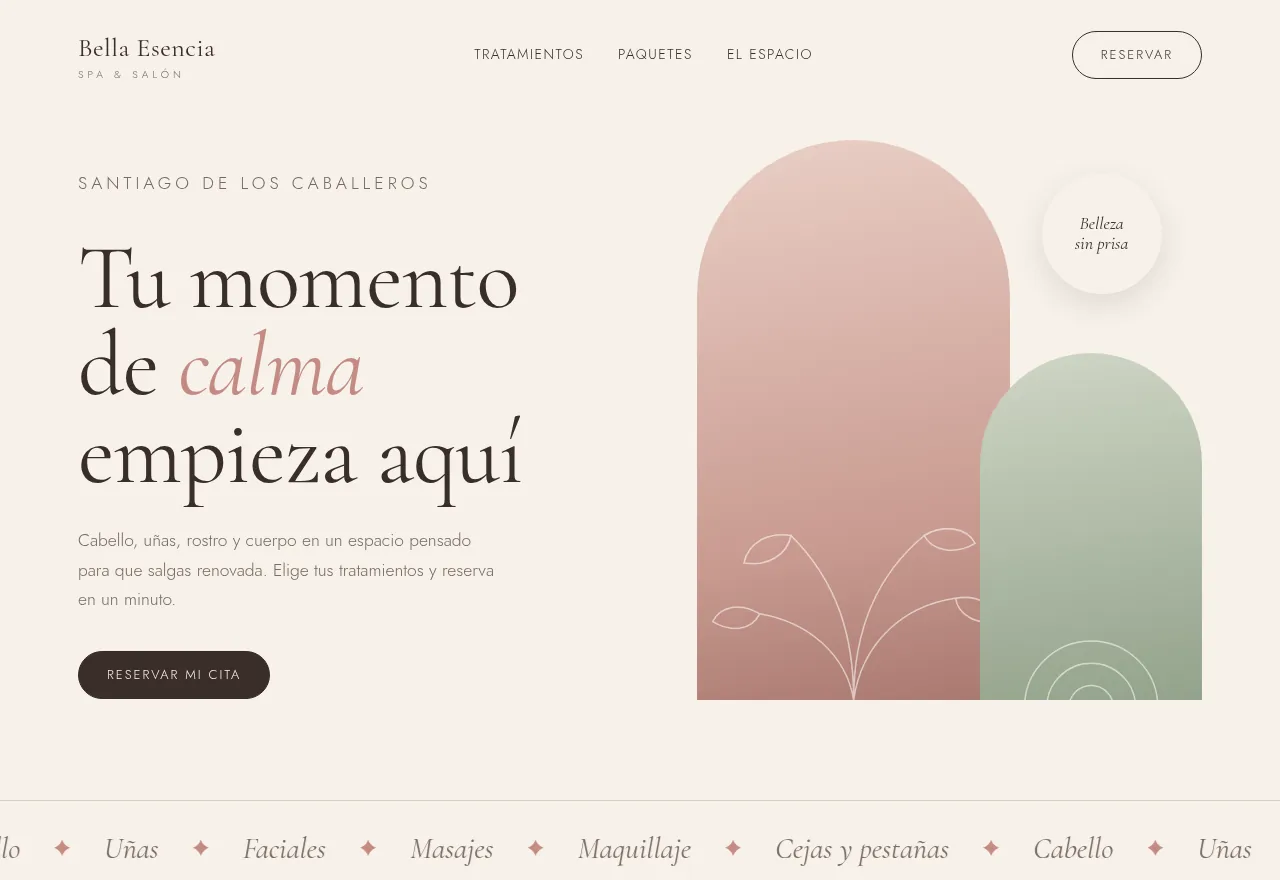 Bella Esencia
SPA & SALÓN
TRATAMIENTOS PAQUETES EL ESPACIO
RESERVAR
SANTIAGO DE LOS CABALLEROS
Tu momento
de calma
empieza aquí
Cabello, uñas, rostro y cuerpo en un espacio pensado
para que salgas renovada. Elige tus tratamientos y reserva
en un minuto.
RESERVAR MI CITA
Belleza
sin prisa
llo ✦ Uñas ✦ Faciales ✦ Masajes ✦ Maquillaje ✦ Cejas y pestañas ✦ Cabello ✦ Uñas